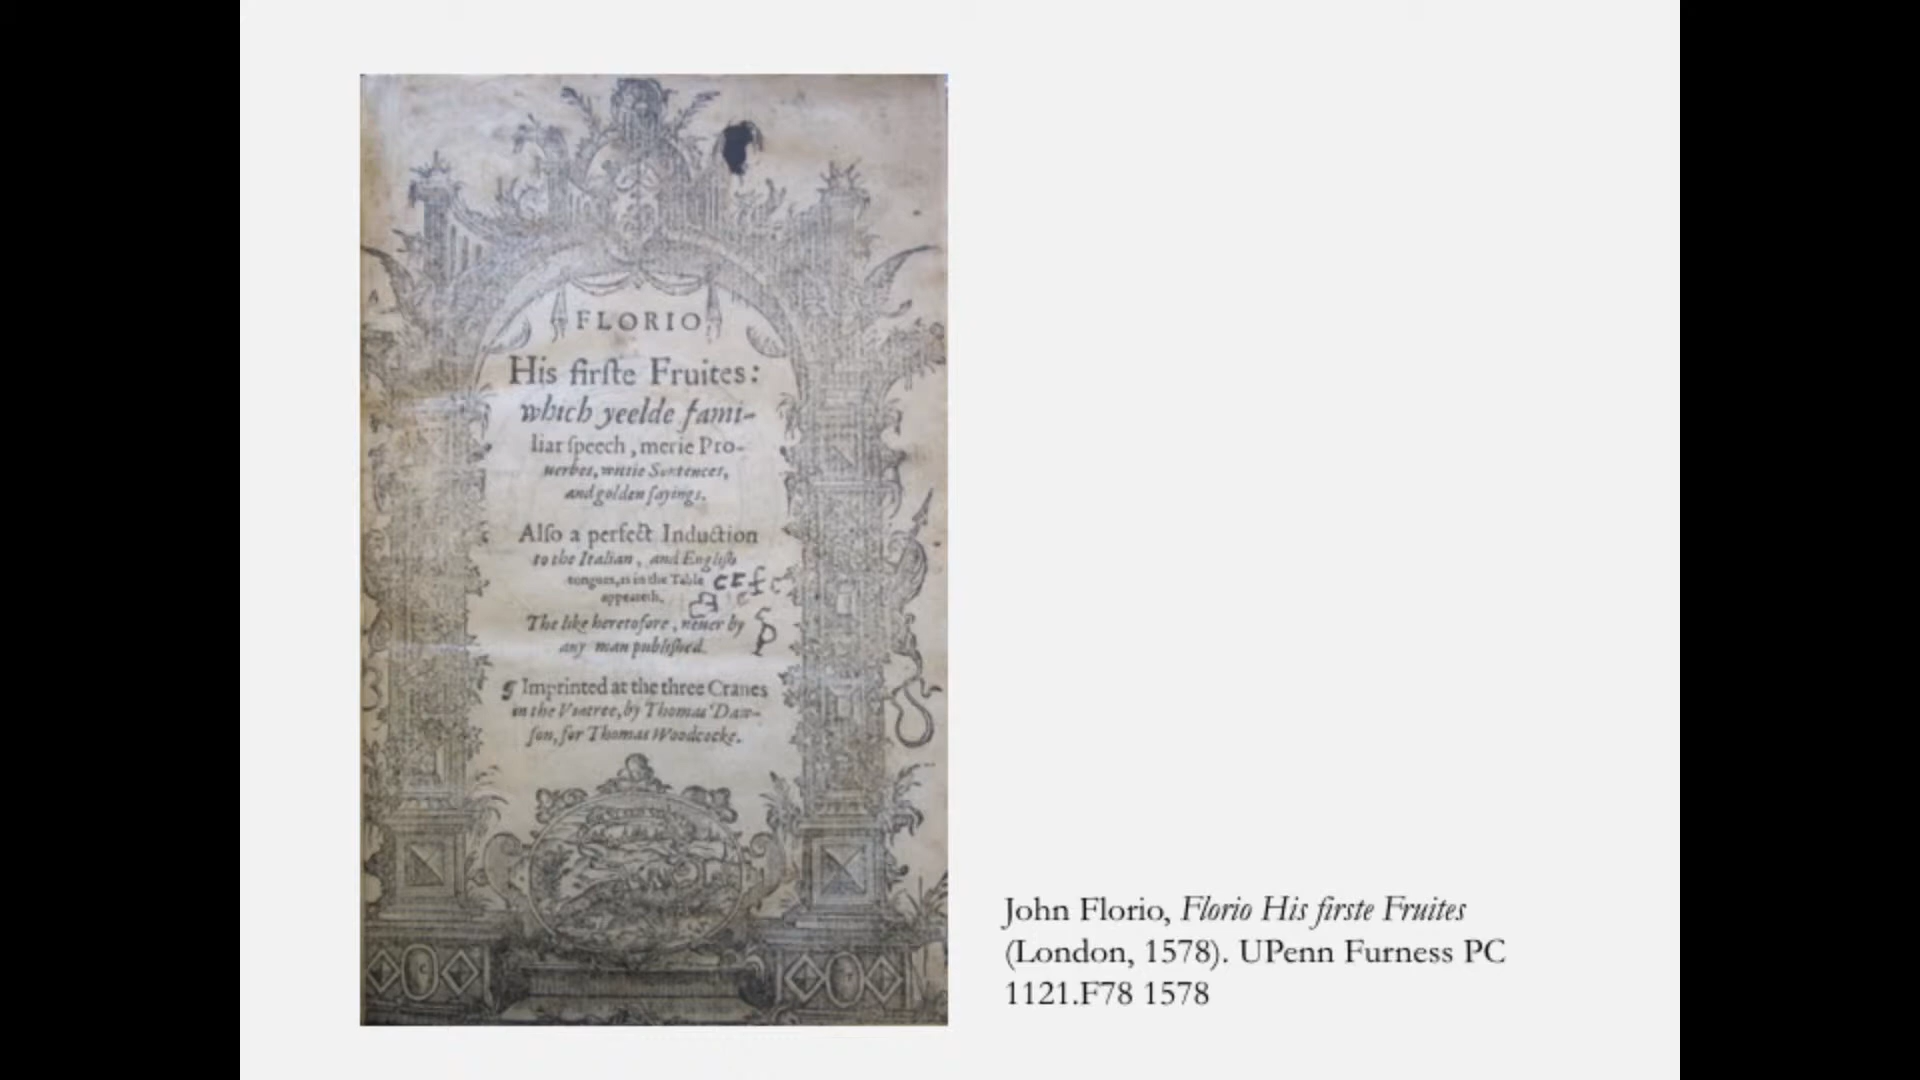 FLORIO
His firſte Fruites:
which yeelde fami-
liar ſpeech, merie Pro-
uerbes, wittie Sentences,
and golden ſayings.
Alſo a perfect Induction
to the Italian, and Engliſh
tongues, as in the Table
appeareth.
The like heretofore, neuer by
any man publiſhed.
Imprinted at the three Cranes
in the Vintree, by Thomas Daw-
ſon, for Thomas Woodcocke.
John Florio, Florio His firste Fruites
(London, 1578). UPenn Furness PC
1121.F78 1578